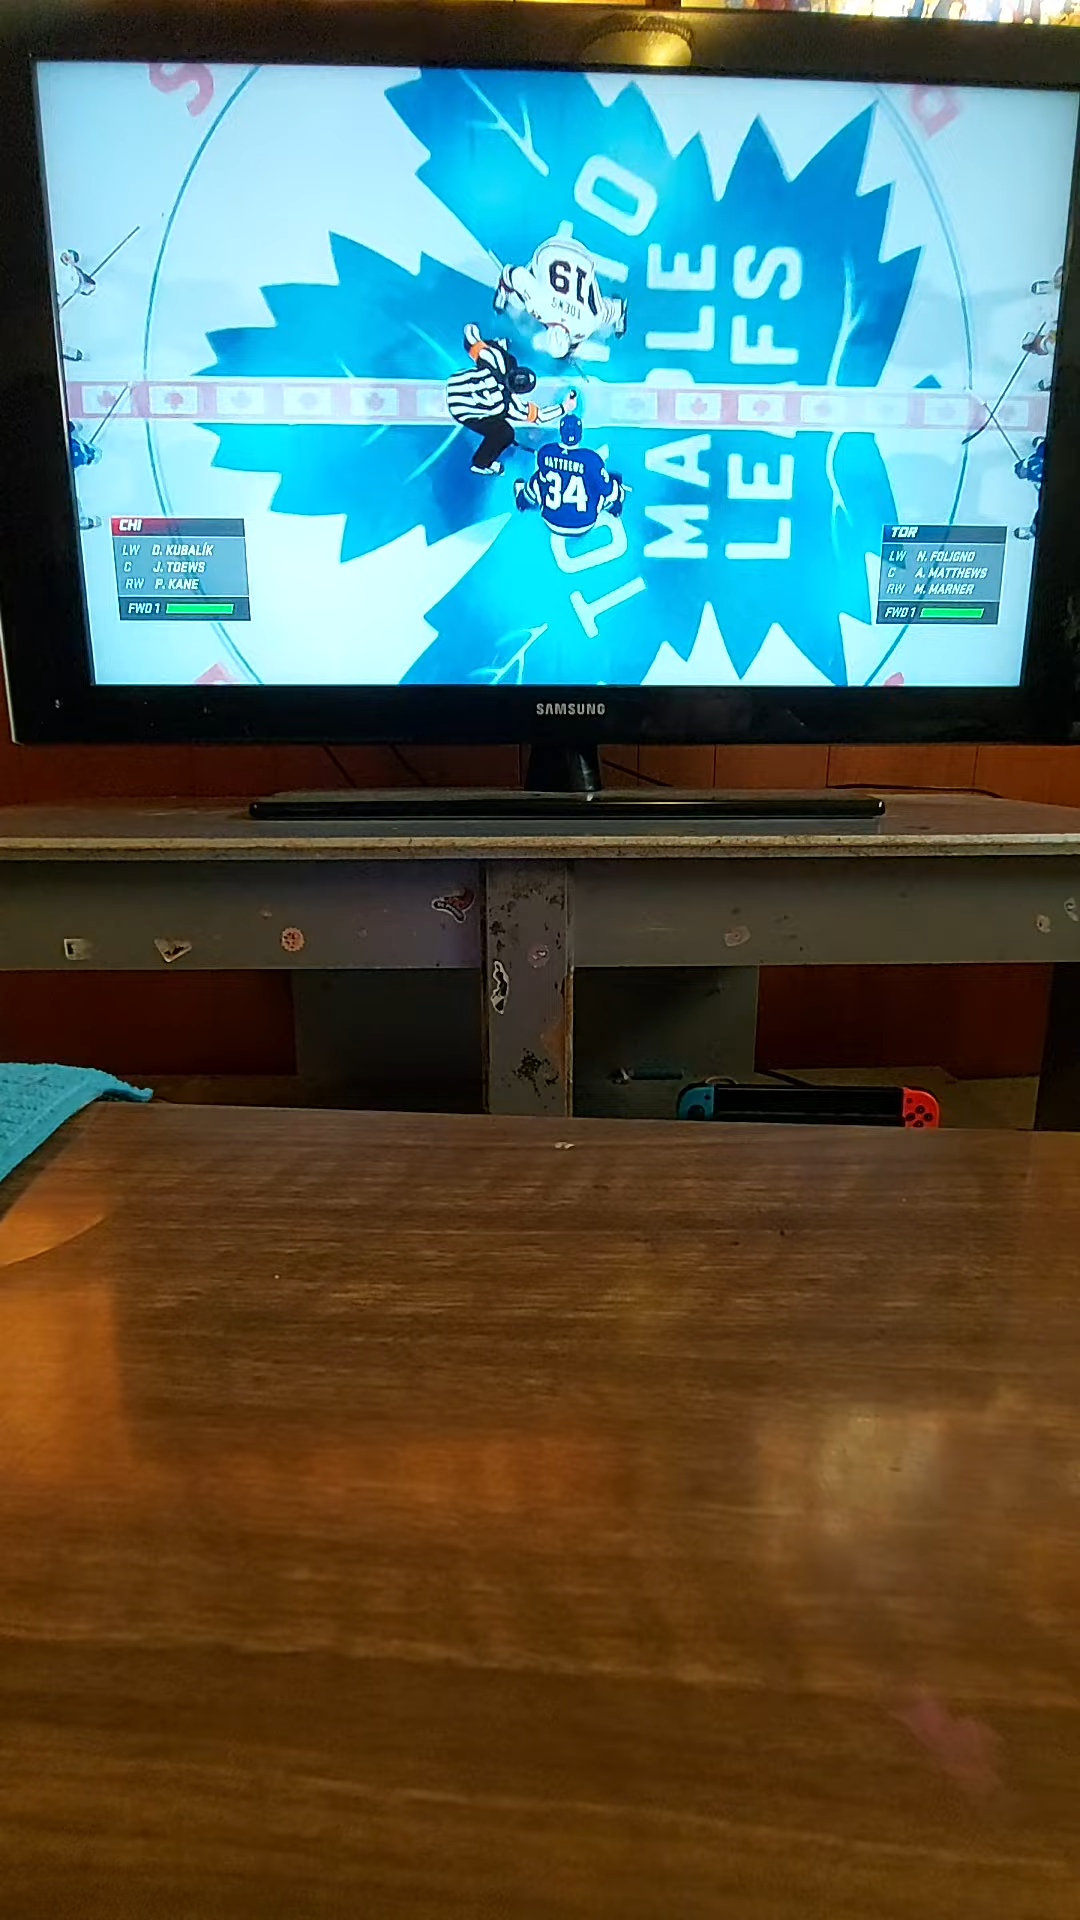 TORONTO
MAPLE
LEAFS
19
TOEWS
MATTHEWS
34
CHI
LW D. KUBALÍK
C J. TOEWS
RW P. KANE
FWD 1
TOR
LW N. FOLIGNO
C A. MATTHEWS
RW M. MARNER
FWD 1
SAMSUNG